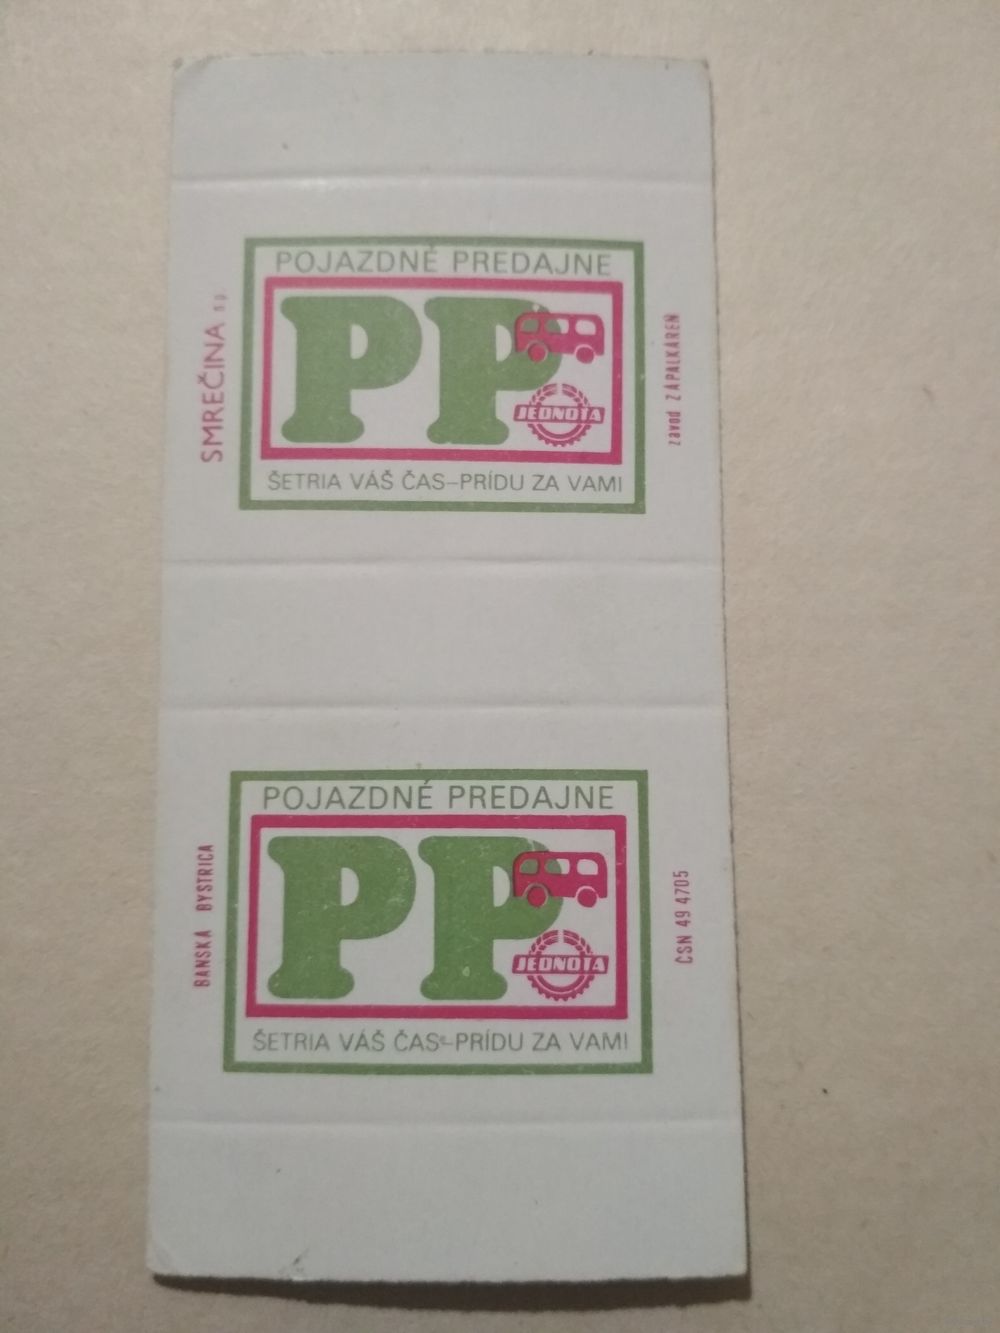 POJAZDNÉ PREDAJNE
PP
JEDNOTA
ŠETRIA VÁŠ ČAS–PRÍDU ZA VAMI
SMREČINA n.p.
závod ZÁPALKÁREŇ
POJAZDNÉ PREDAJNE
PP
JEDNOTA
ŠETRIA VÁŠ ČAS–PRÍDU ZA VAMI
BANSKÁ BYSTRICA
ČSN 49 4705